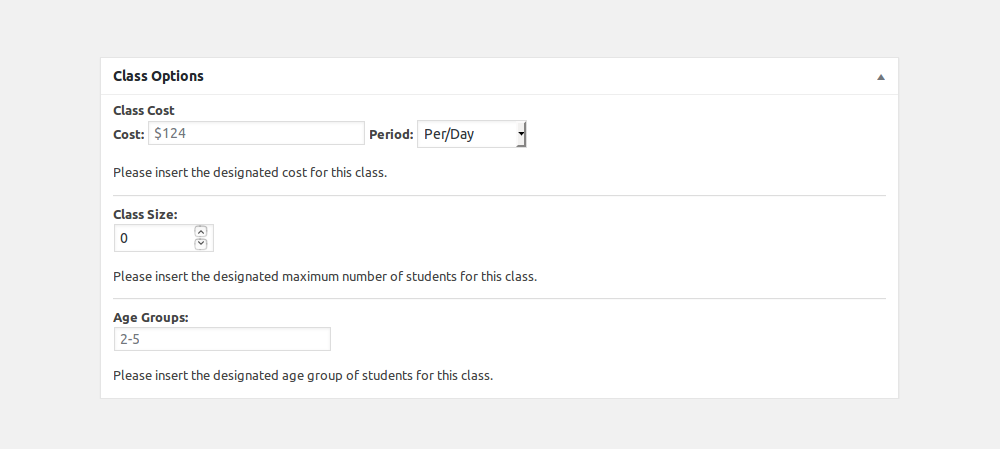 Class Options
Class Cost
Cost: $124 Period: Per/Day
Please insert the designated cost for this class.
Class Size:
0
Please insert the designated maximum number of students for this class.
Age Groups:
2-5
Please insert the designated age group of students for this class.